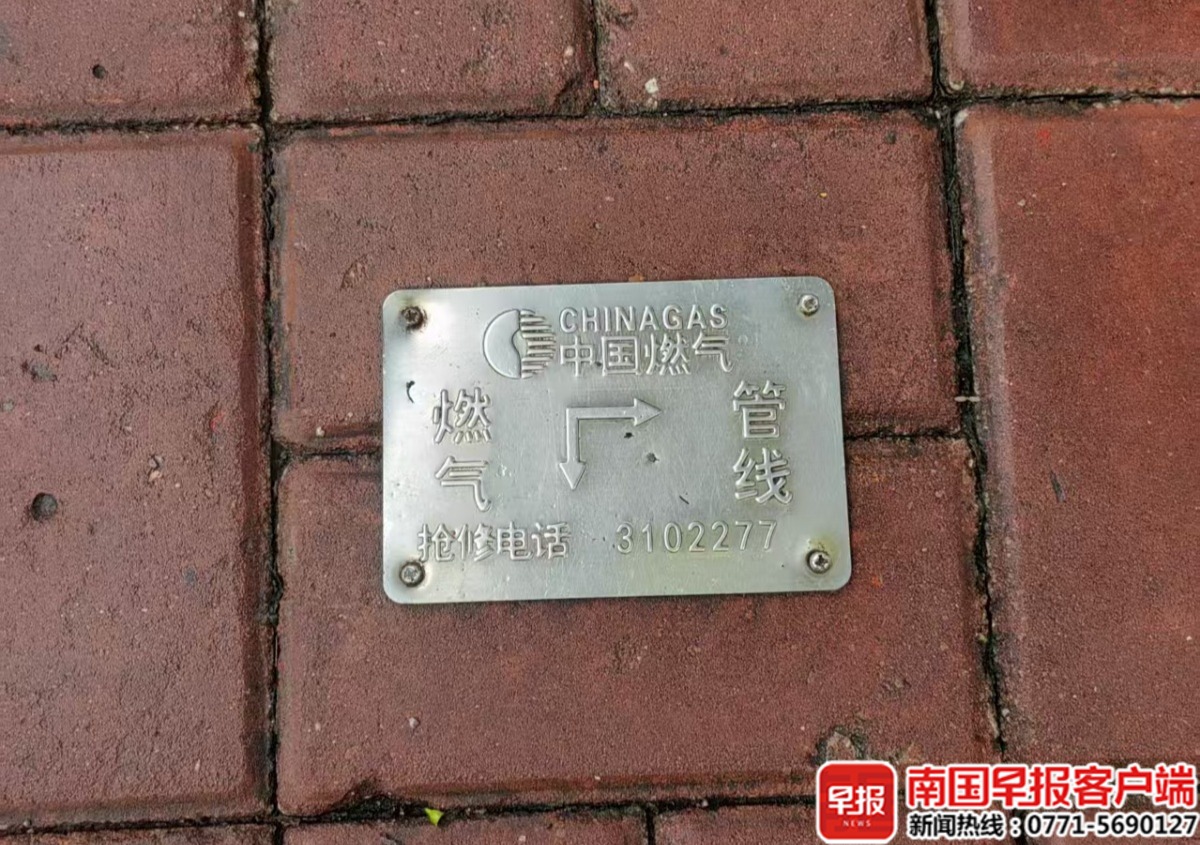 CHINAGAS
中国燃气
燃气
管线
抢修电话 3102277
早报
NEWS
南国早报客户端
新闻热线:0771-5690127